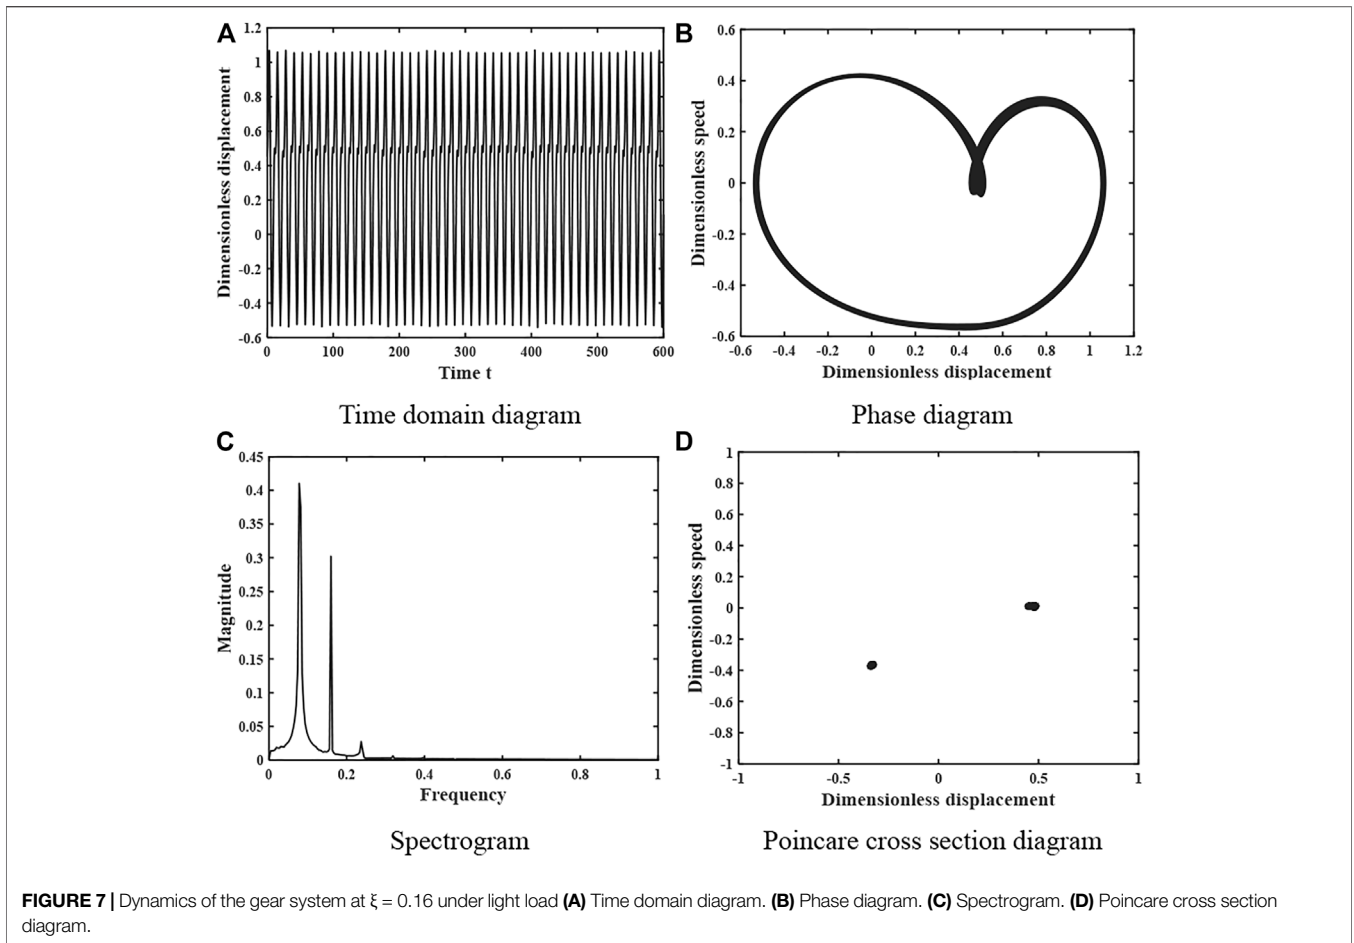 A
Dimensionless displacement
1.2
1
0.8
0.6
0.4
0.2
0
-0.2
-0.4
-0.6
0 100 200 300 400 500 600
Time t
Time domain diagram
B
Dimensionless speed
0.6
0.4
0.2
0
-0.2
-0.4
-0.6
-0.6 -0.4 -0.2 0 0.2 0.4 0.6 0.8 1 1.2
Dimensionless displacement
Phase diagram
C
Magnitude
0.45
0.4
0.35
0.3
0.25
0.2
0.15
0.1
0.05
0
0 0.2 0.4 0.6 0.8 1
Frequency
Spectrogram
D
Dimensionless speed
1
0.8
0.6
0.4
0.2
0
-0.2
-0.4
-0.6
-0.8
-1
-1 -0.5 0 0.5 1
Dimensionless displacement
Poincare cross section diagram
FIGURE 7 | Dynamics of the gear system at ξ = 0.16 under light load (A) Time domain diagram. (B) Phase diagram. (C) Spectrogram. (D) Poincare cross section
diagram.